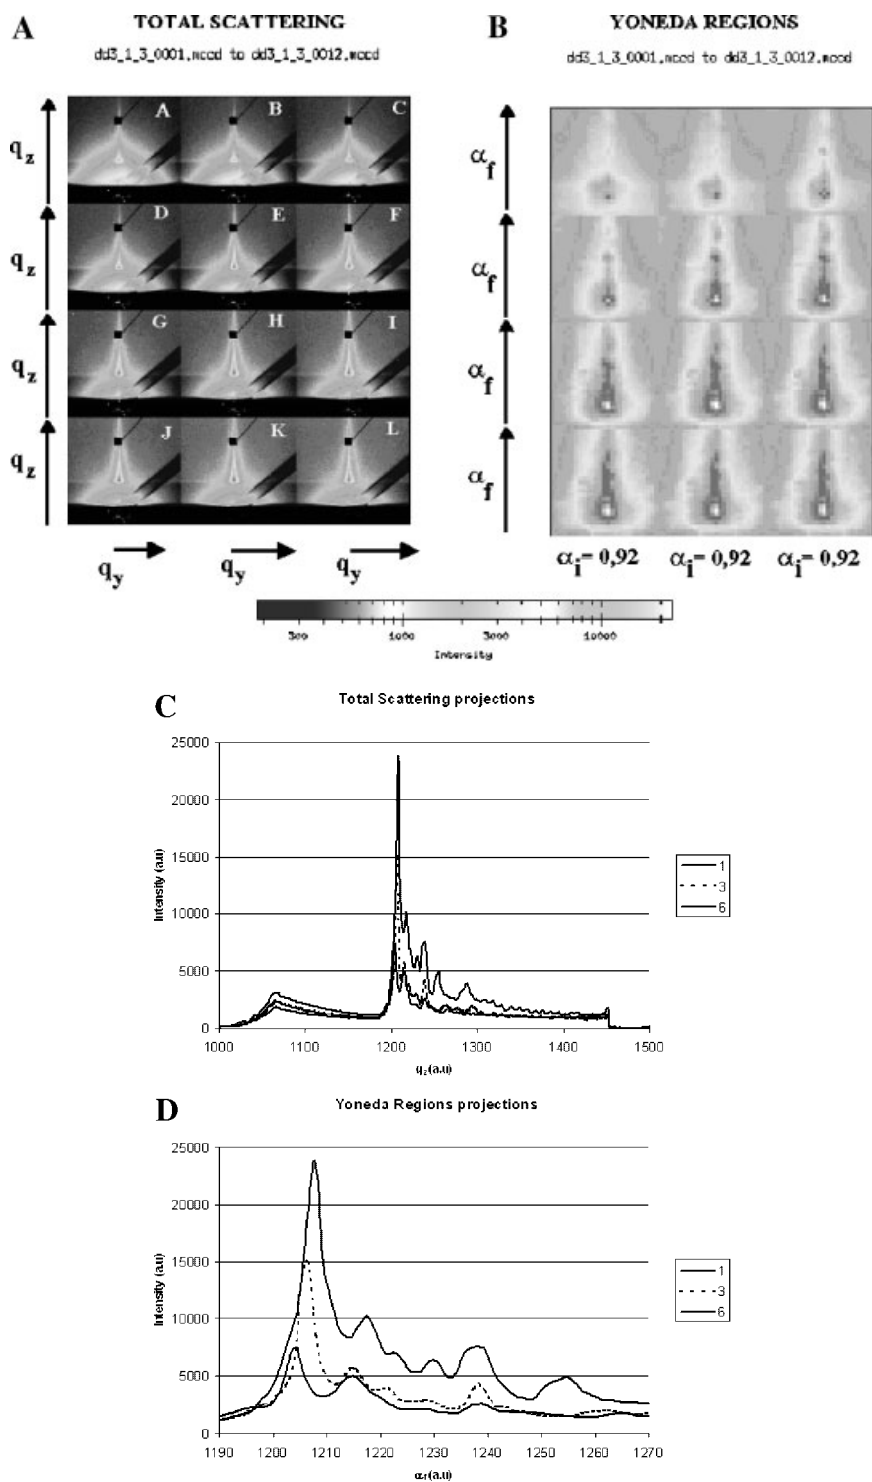 A TOTAL SCATTERING
dd3_1_3_0001.mccd to dd3_1_3_0012.mccd
B YONEDA REGIONS
dd3_1_3_0001.mccd to dd3_1_3_0012.mccd
q_z A B C
q_z D E F
q_z G H I
q_z J K L
q_y q_y q_y
α_f
α_f
α_f
α_f
α_i= 0,92 α_i= 0,92 α_i= 0,92
300 1000 3000 10000
Intensity
C Total Scattering projections
Intensity (a.u)
25000
20000
15000
10000
5000
0
1000 1100 1200 1300 1400 1500
q_z(a.u)
1
3
6
D Yoneda Regions projections
Intensity (a.u)
25000
20000
15000
10000
5000
0
1190 1200 1210 1220 1230 1240 1250 1260 1270
α_f(a.u)
1
3
6